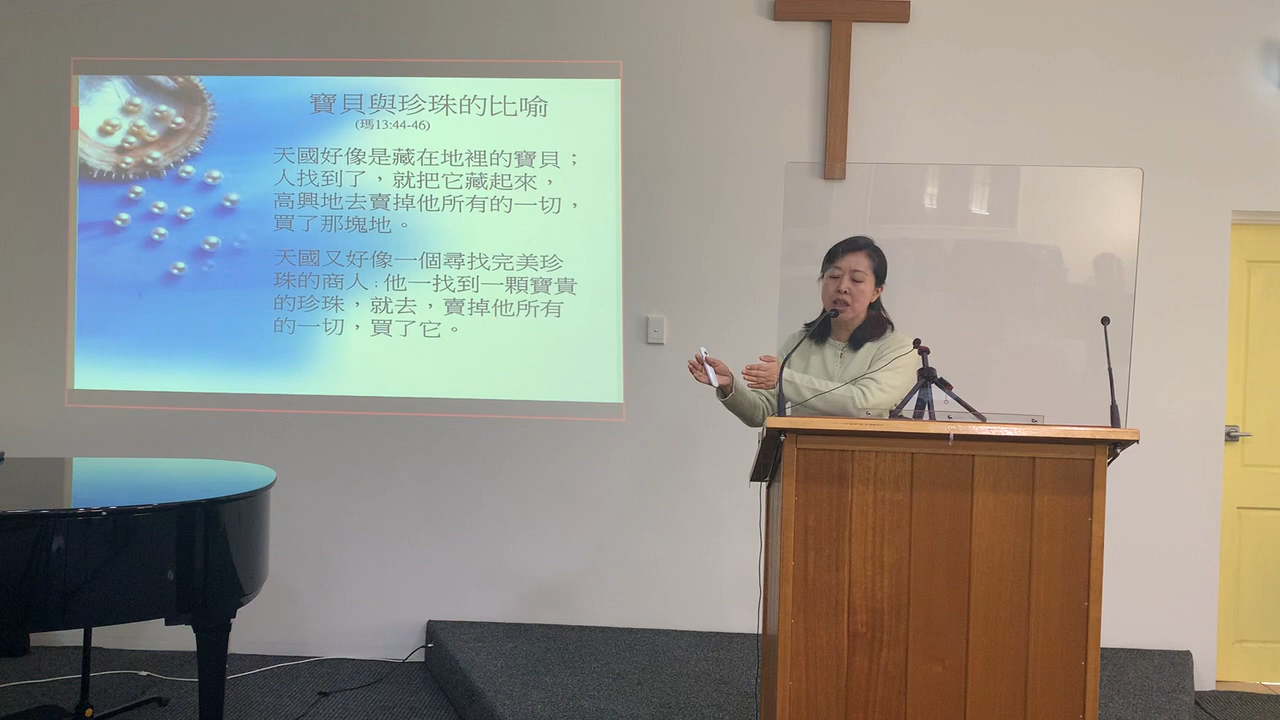 寶貝與珍珠的比喻
(瑪13:44-46)
天國好像是藏在地裡的寶貝；
人找到了，就把它藏起來，
高興地去賣掉他所有的一切，
買了那塊地。
天國又好像一個尋找完美珍
珠的商人;他一找到一顆寶貴
的珍珠，就去，賣掉他所有
的一切，買了它。